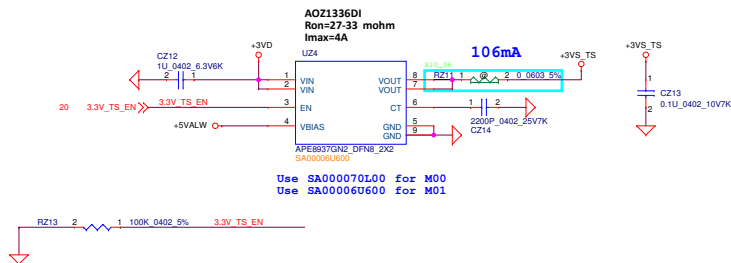 AOZ1336DI
Ron=27-33 mohm
Imax=4A
+3VD
UZ4
106mA
+3VS_TS
+3VS_TS
CZ12
1U_0402_6.3V6K
2 1
1 VIN
2 VIN
VOUT 8
VOUT 7
X10_0k
RZ11 1 @ 2 0_0603_5%
1
CZ13
0.1U_0402_10V7K
2
20 3.3V_TS_EN 3.3V_TS_EN
3 EN
CT 6
1 2
2200P_0402_25V7K
CZ14
+5VALW
4 VBIAS
GND 5
GND 9
APE8937GN2_DFN8_2X2
SA00006U600
Use SA000070L00 for M00
Use SA00006U600 for M01
RZ13 2 1 100K_0402_5% 3.3V_TS_EN